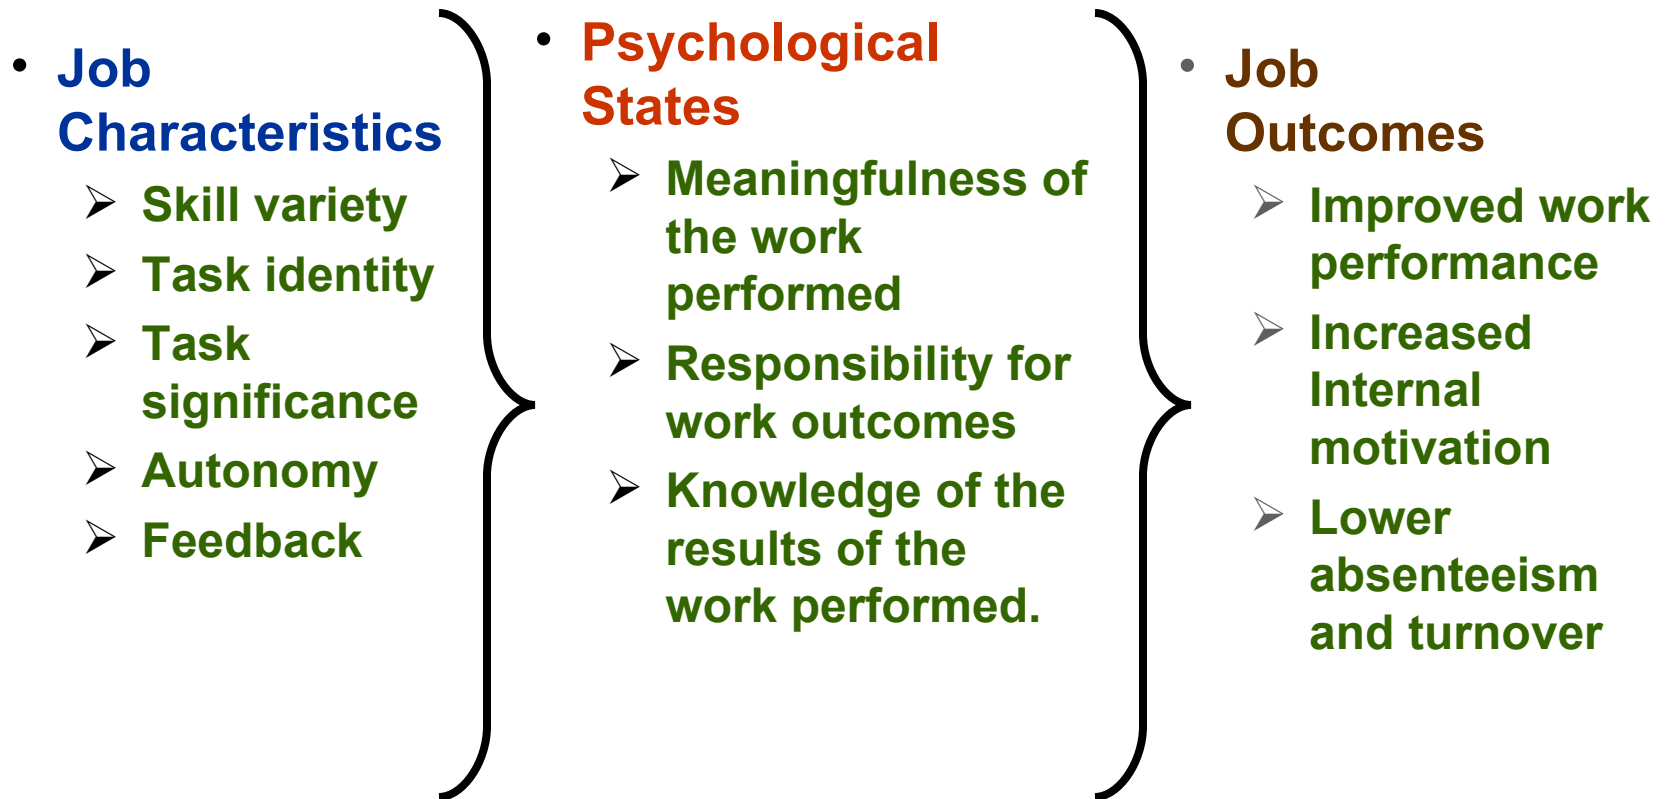 • Job
Characteristics
➢ Skill variety
➢ Task identity
➢ Task
significance
➢ Autonomy
➢ Feedback
• Psychological
States
➢ Meaningfulness of
the work
performed
➢ Responsibility for
work outcomes
➢ Knowledge of the
results of the
work performed.
• Job
Outcomes
➢ Improved work
performance
➢ Increased
Internal
motivation
➢ Lower
absenteeism
and turnover